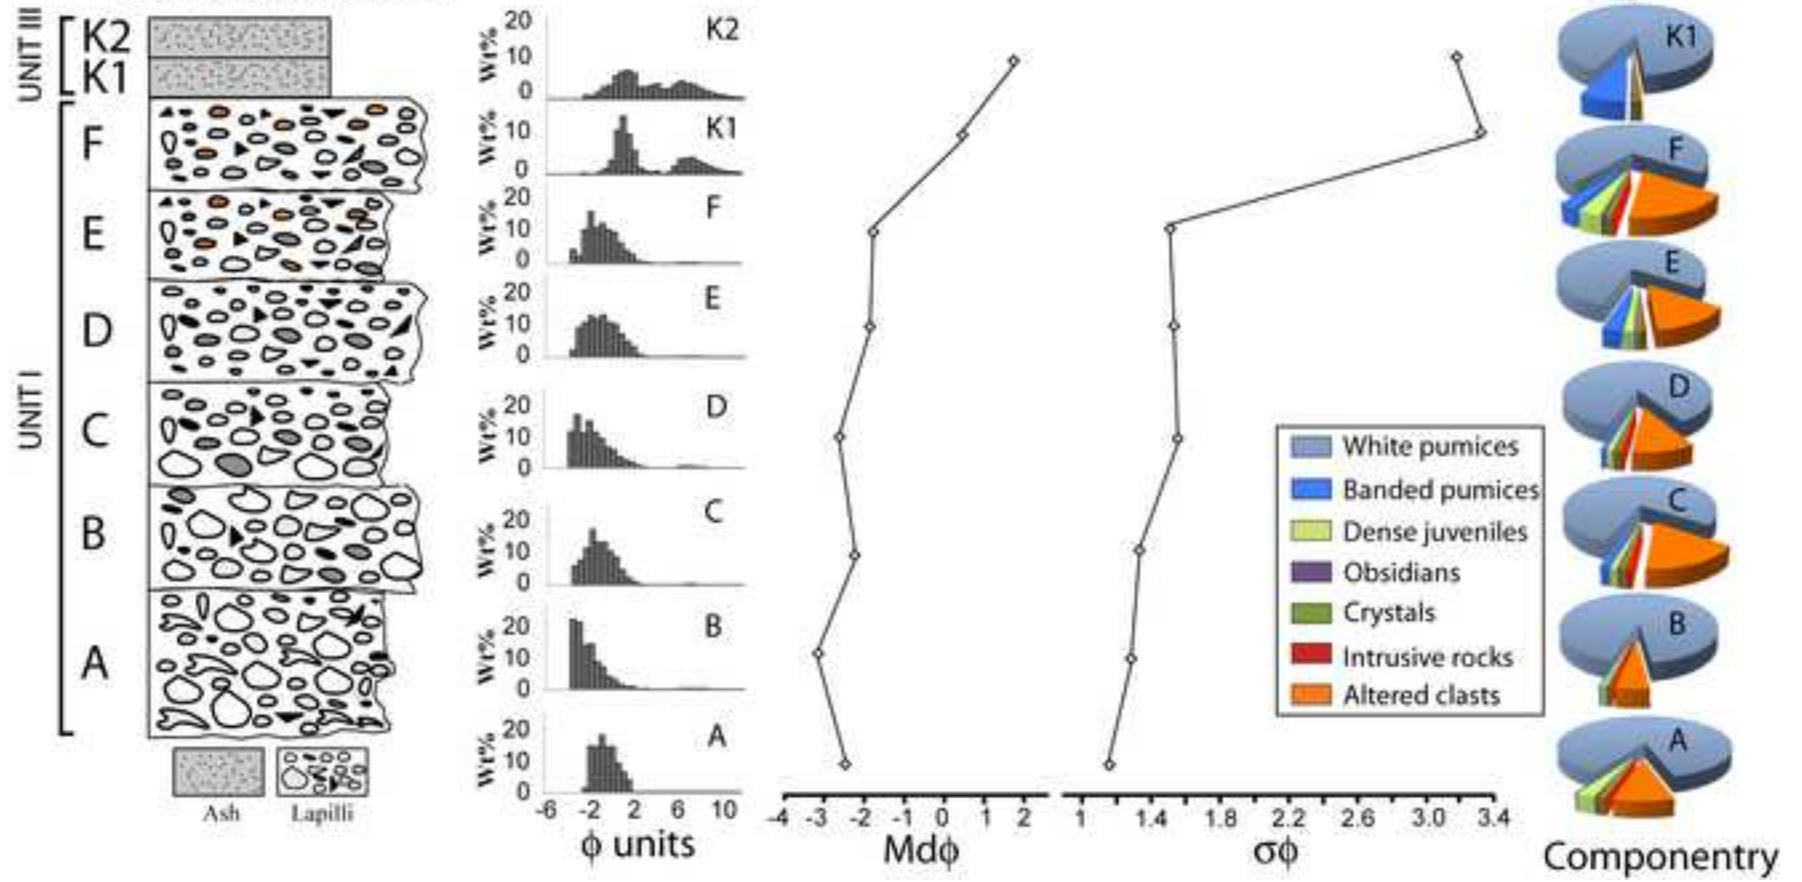 UNIT III
K2
K1
UNIT I
F
E
D
C
B
A
Ash
Lapilli
Wt%
20
10
0
K2
Wt%
10
0
K1
Wt%
20
10
0
F
Wt%
20
10
0
E
Wt%
20
10
0
D
Wt%
20
10
0
C
Wt%
20
10
0
B
Wt%
20
10
0
A
-6 -2 2 6 10
ϕ units
-4 -3 -2 -1 0 1 2
Mdϕ
1 1.4 1.8 2.2 2.6 3.0 3.4
σϕ
White pumices
Banded pumices
Dense juveniles
Obsidians
Crystals
Intrusive rocks
Altered clasts
K1
F
E
D
C
B
A
Componentry